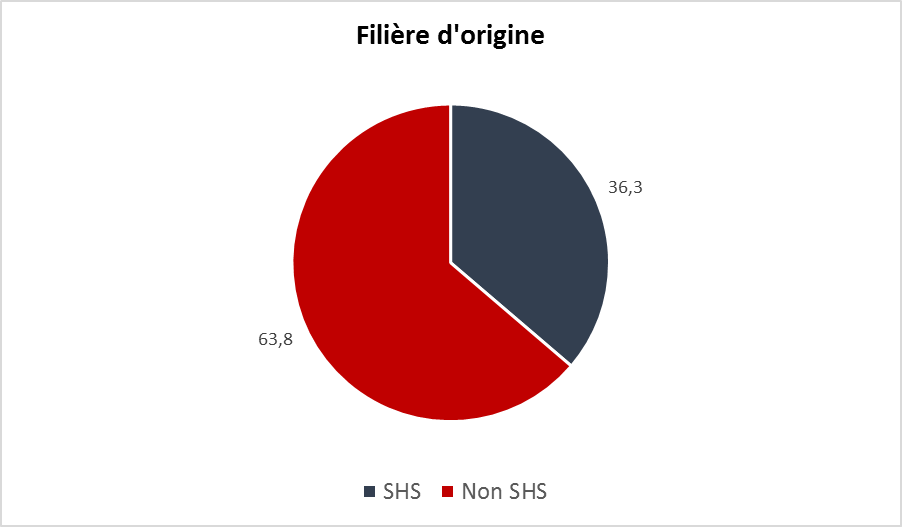 Filière d'origine
36,3
63,8
SHS Non SHS